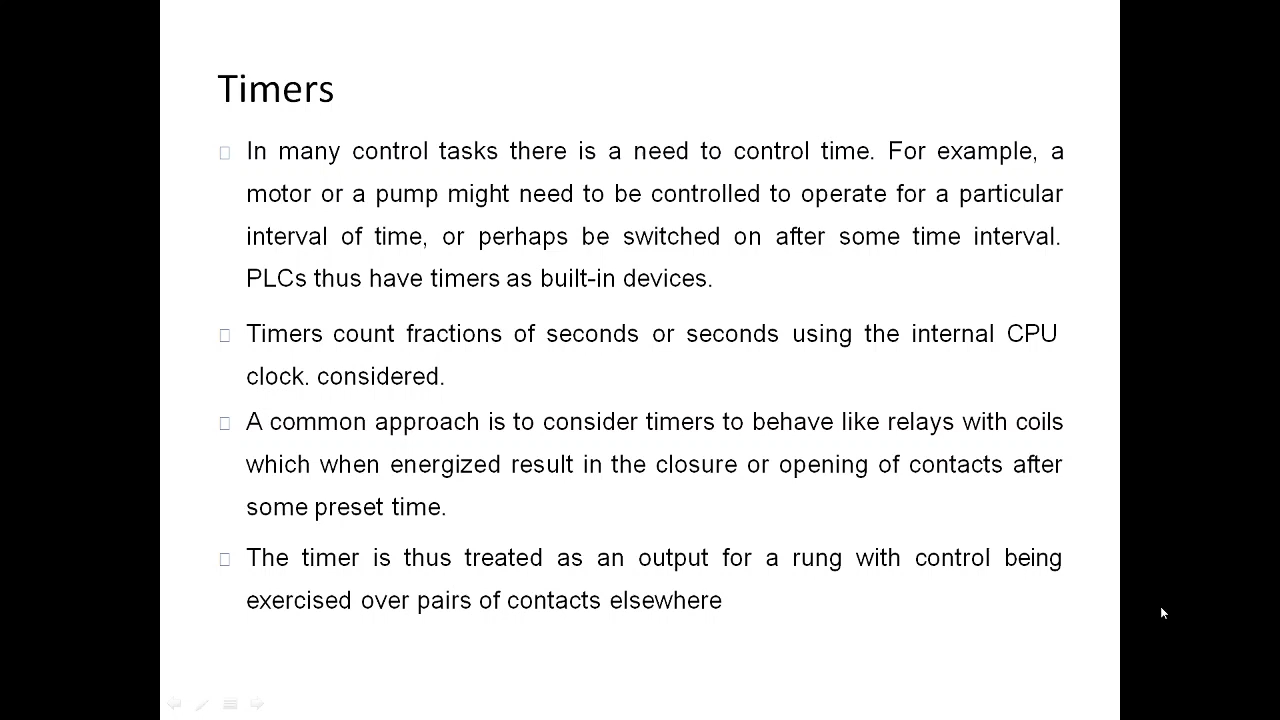 Timers
In many control tasks there is a need to control time. For example, a
motor or a pump might need to be controlled to operate for a particular
interval of time, or perhaps be switched on after some time interval.
PLCs thus have timers as built-in devices.
Timers count fractions of seconds or seconds using the internal CPU
clock. considered.
A common approach is to consider timers to behave like relays with coils
which when energized result in the closure or opening of contacts after
some preset time.
The timer is thus treated as an output for a rung with control being
exercised over pairs of contacts elsewhere